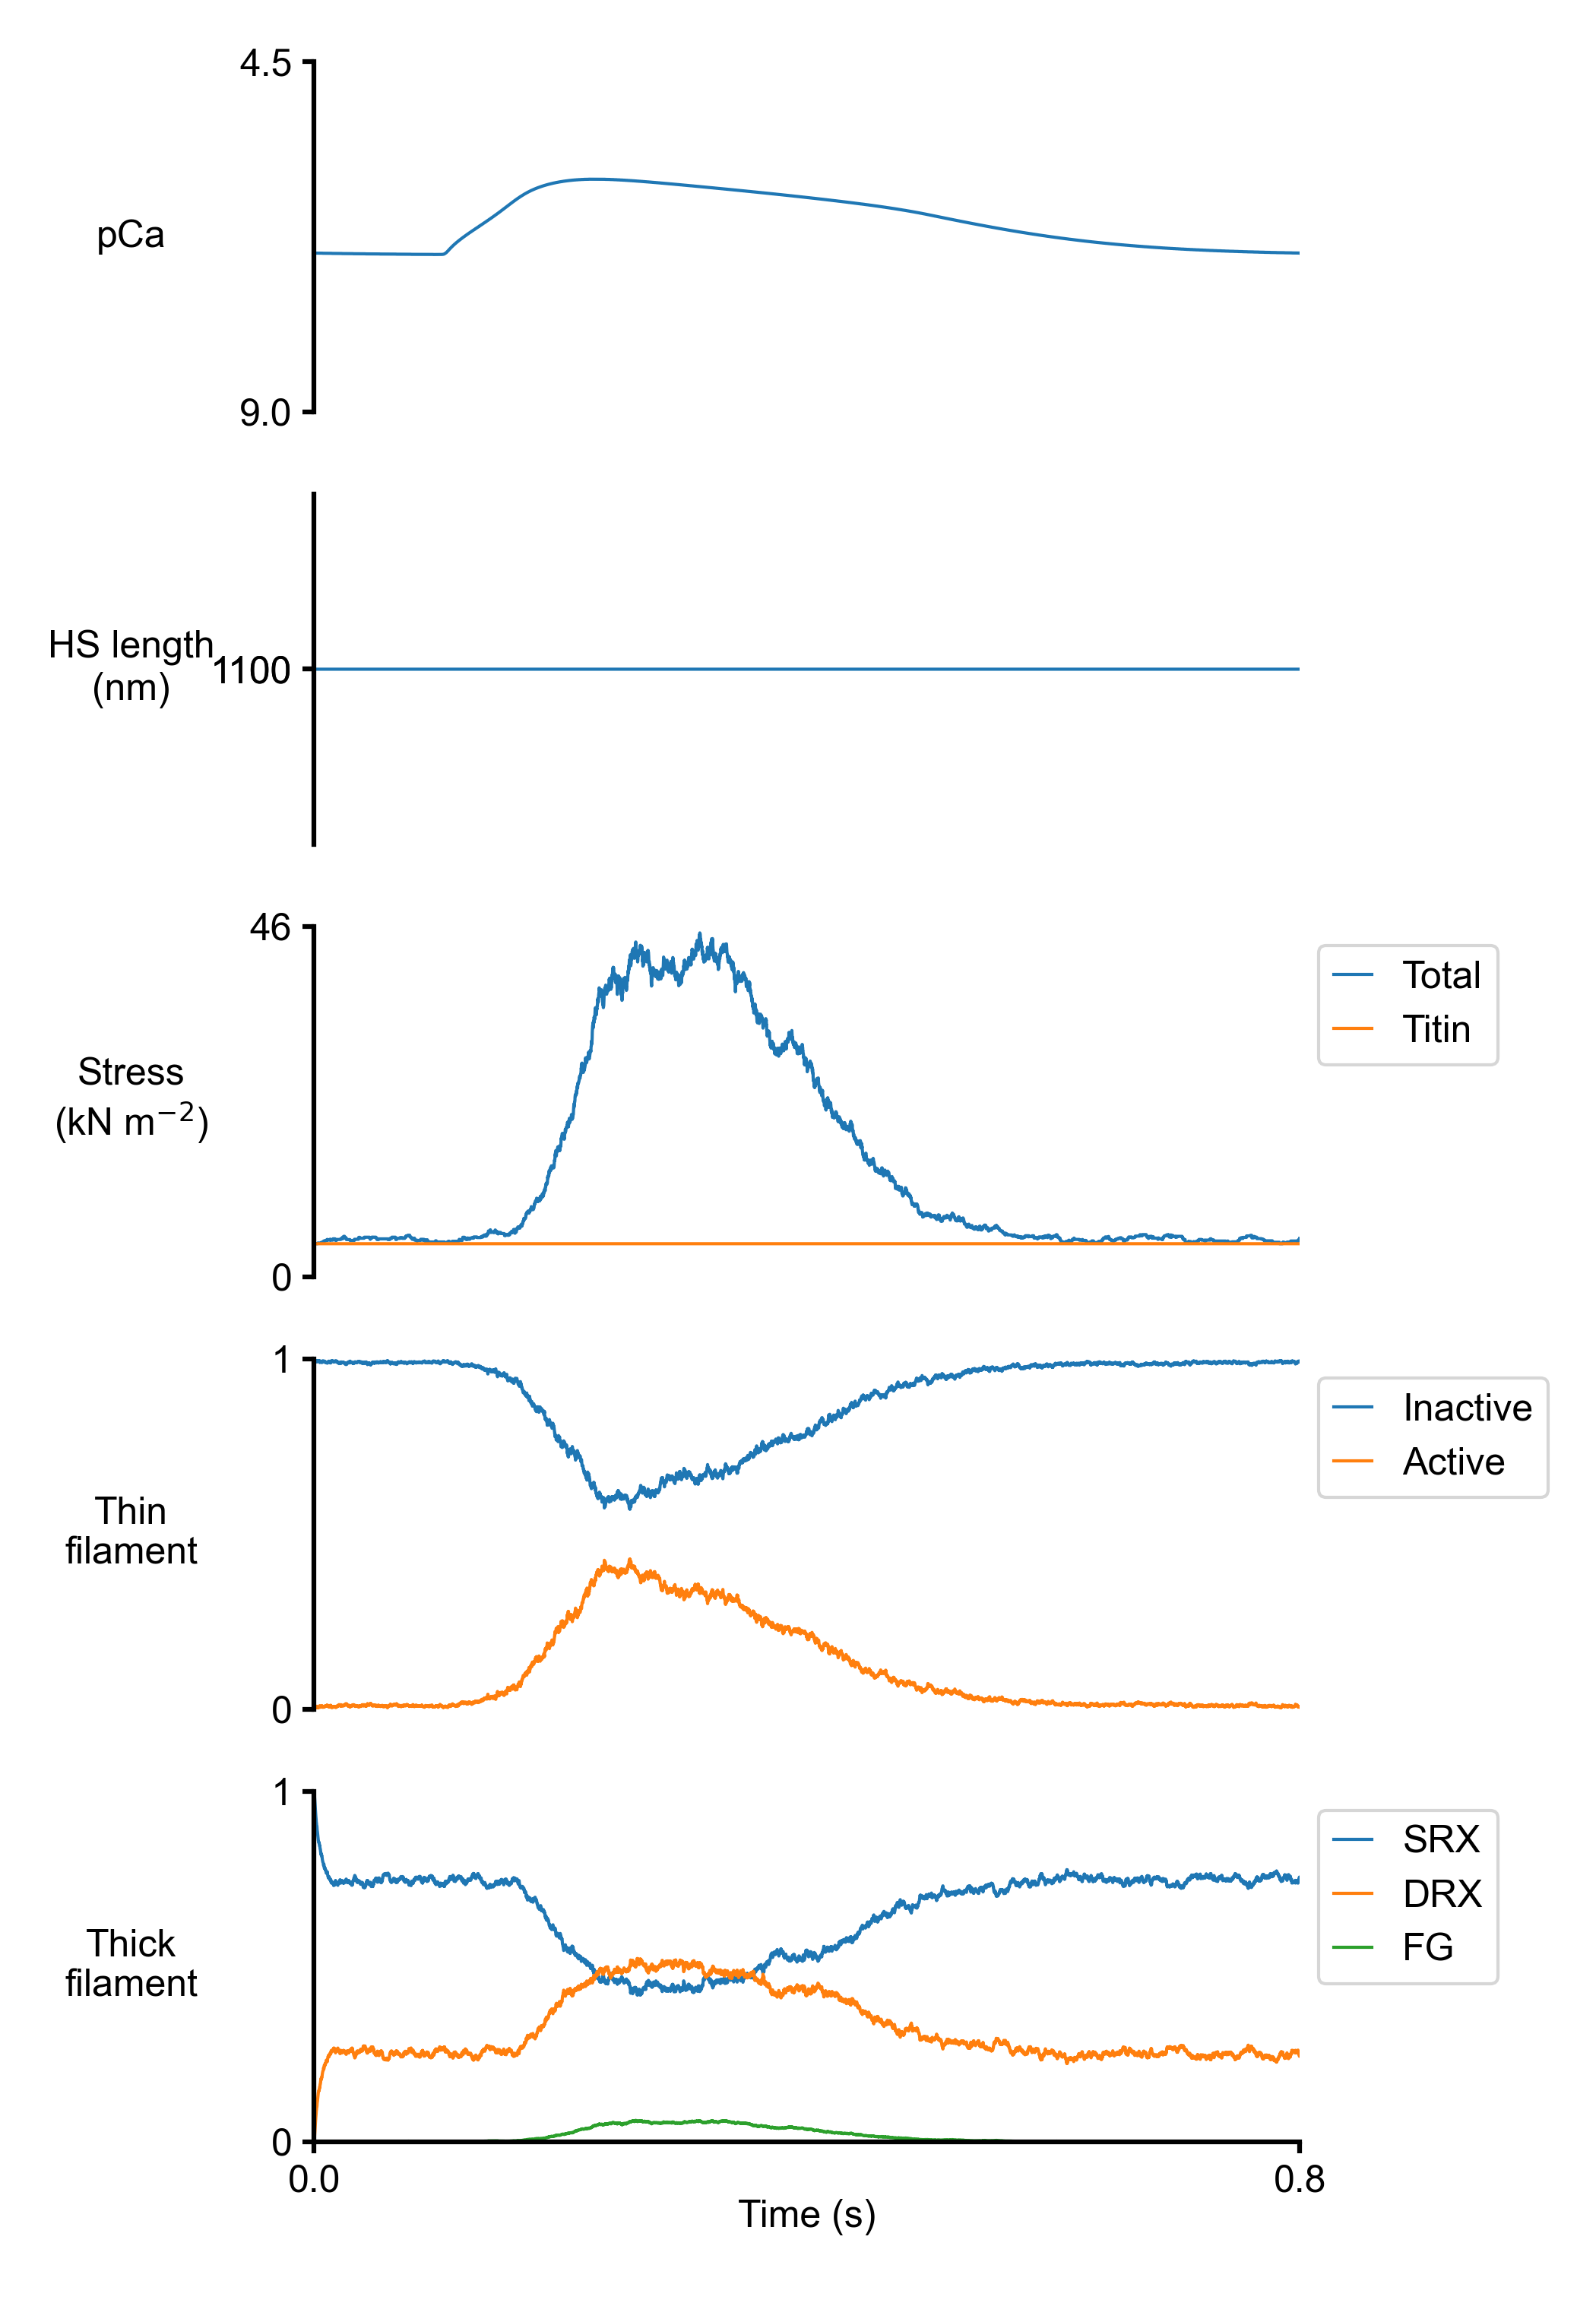 4.5
pCa
9.0
HS length
(nm)
1100
46
Stress
(kN m⁻²)
0
Total
Titin
1
Thin
filament
0
Inactive
Active
1
Thick
filament
0
SRX
DRX
FG
0.0
0.8
Time (s)